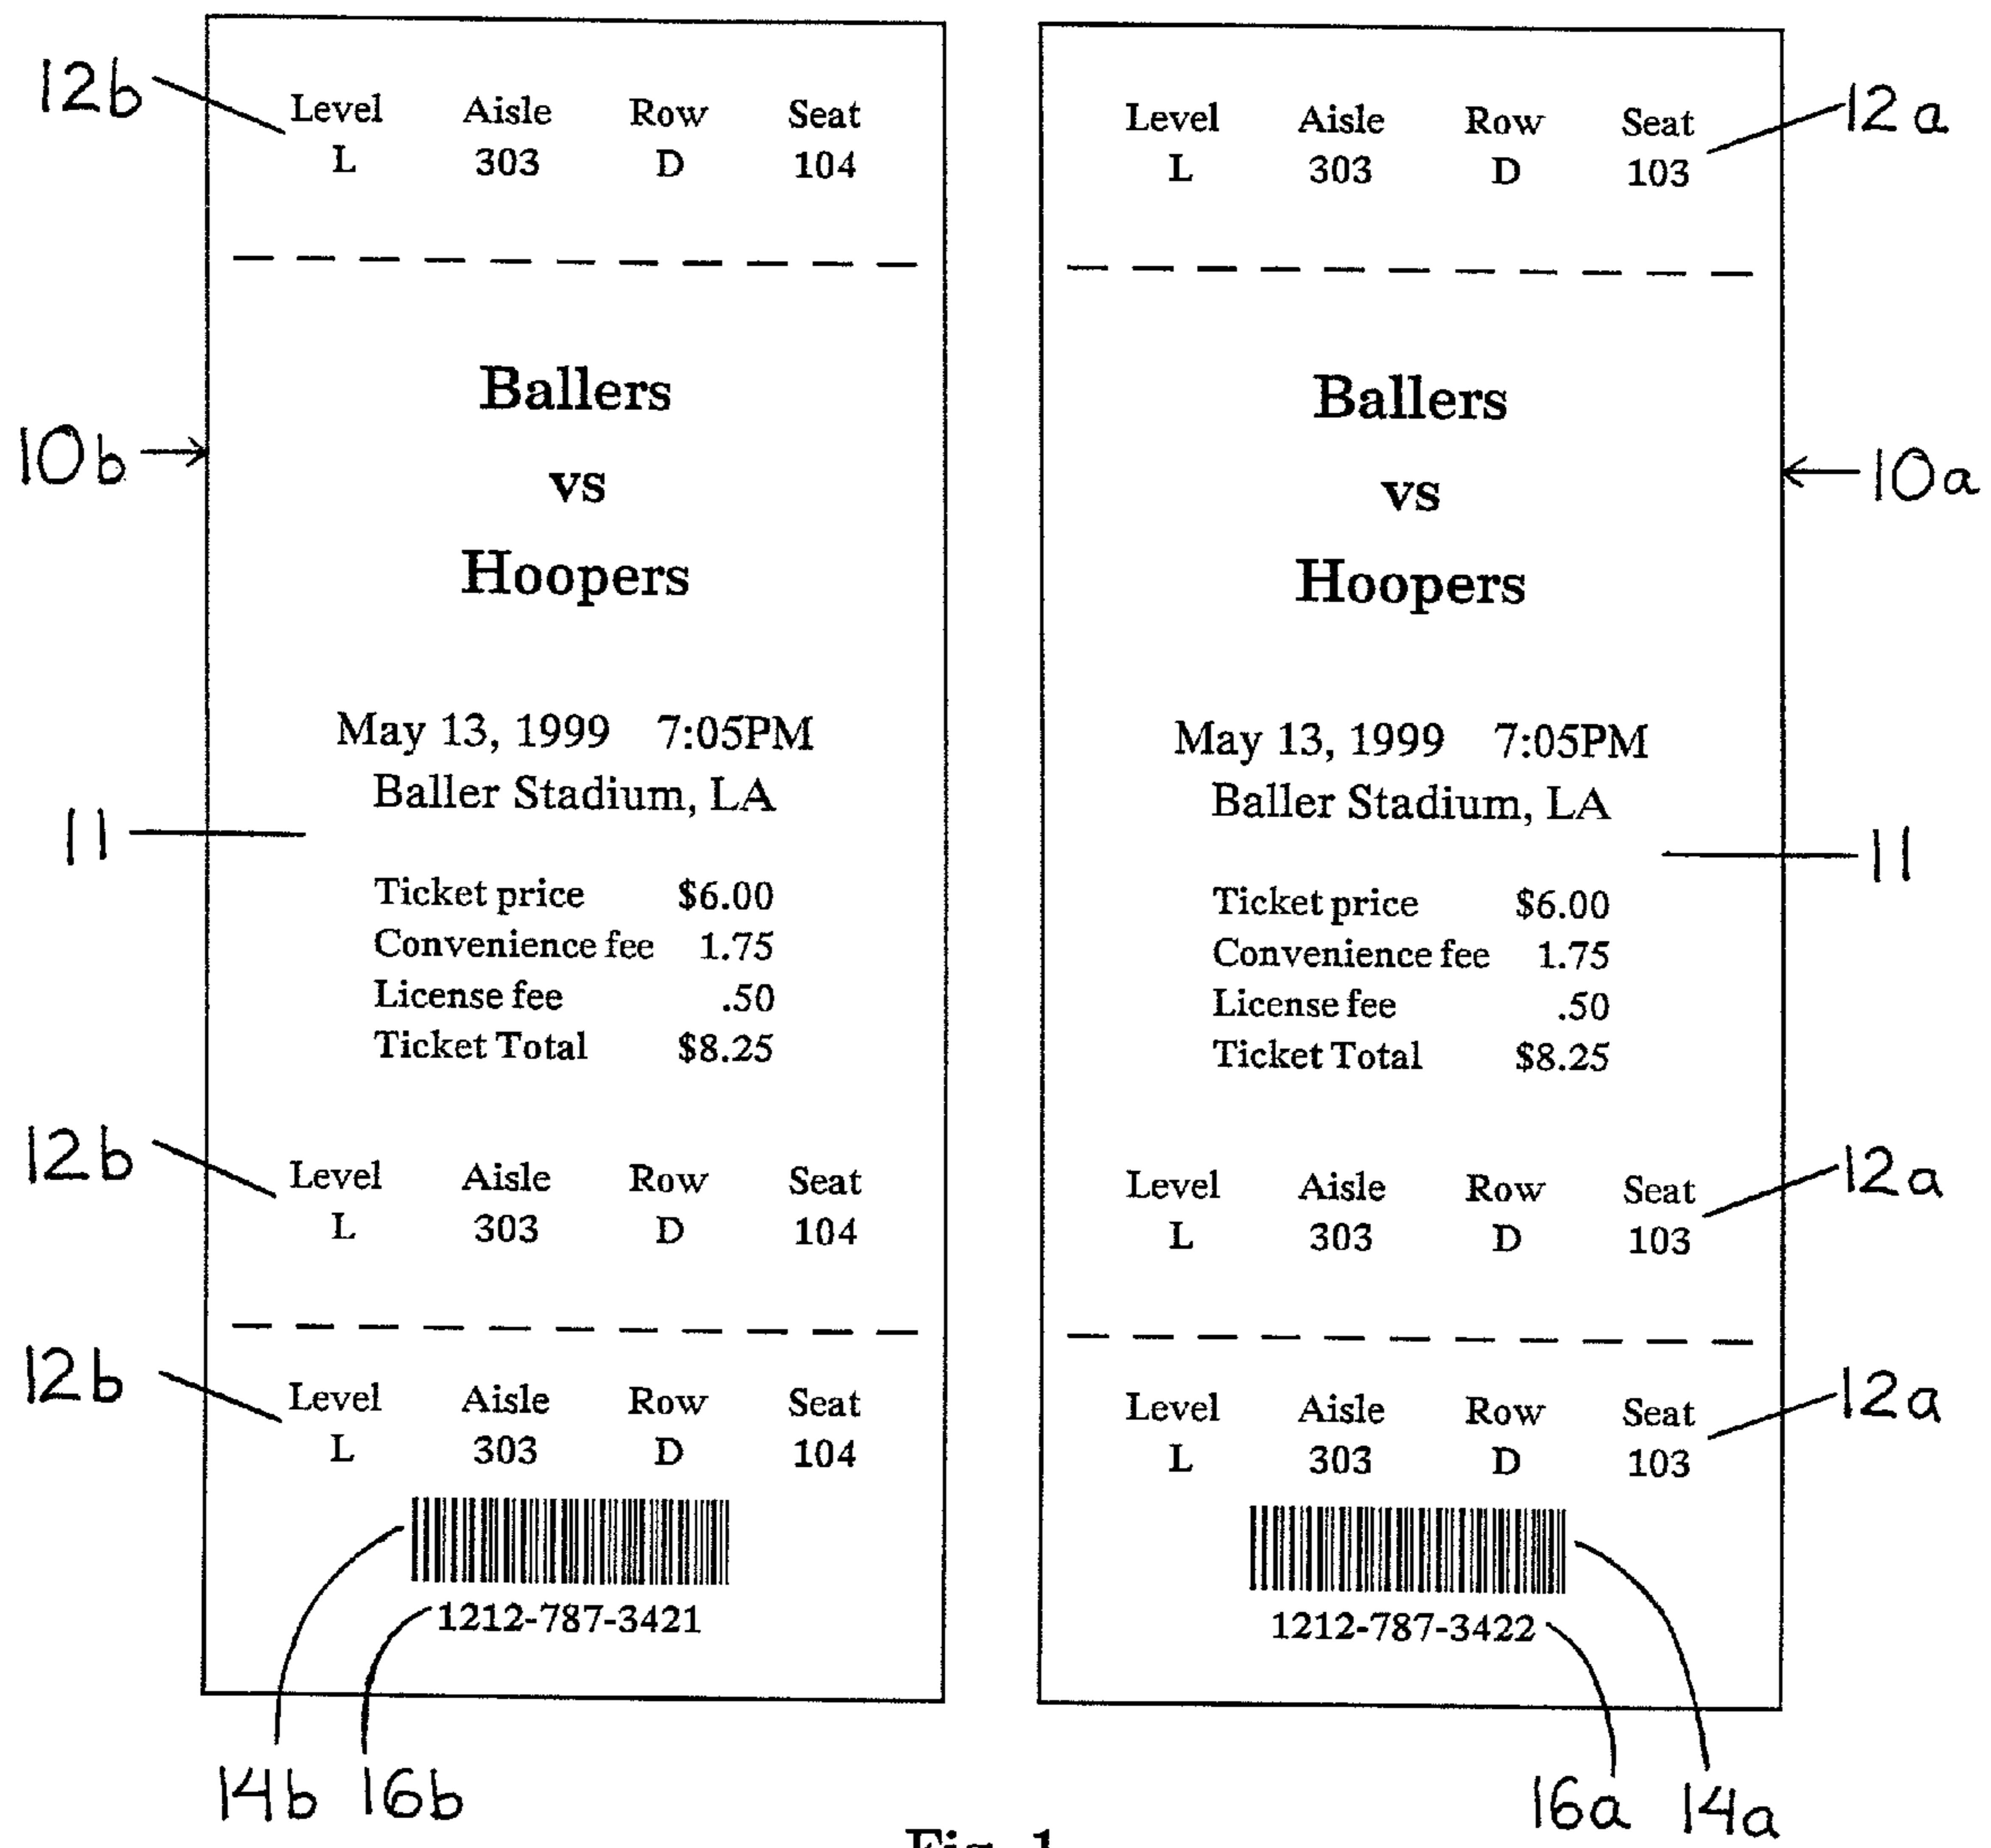 12b
Level Aisle Row Seat
L 303 D 104
10b
Ballers
vs
Hoopers
May 13, 1999 7:05PM
Baller Stadium, LA
11
Ticket price $6.00
Convenience fee 1.75
License fee .50
Ticket Total $8.25
12b
Level Aisle Row Seat
L 303 D 104
12b
Level Aisle Row Seat
L 303 D 104
1212-787-3421
14b 16b
12a
Level Aisle Row Seat
L 303 D 103
10a
Ballers
vs
Hoopers
May 13, 1999 7:05PM
Baller Stadium, LA
11
Ticket price $6.00
Convenience fee 1.75
License fee .50
Ticket Total $8.25
12a
Level Aisle Row Seat
L 303 D 103
12a
Level Aisle Row Seat
L 303 D 103
1212-787-3422
16a 14a
Fig. 1